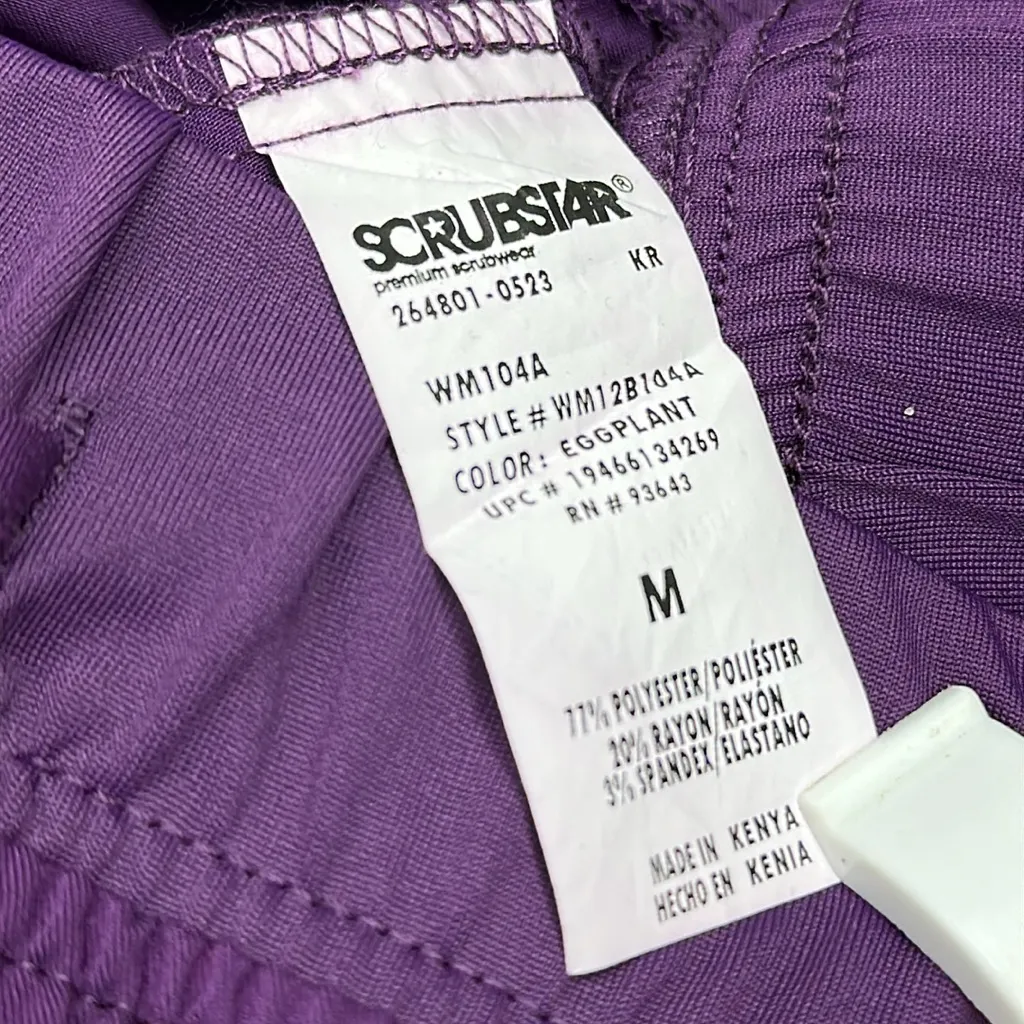 SCRUBSTAR®
premium scrubwear
264801-0523 KR
WM104A
STYLE # WM12B104A
COLOR: EGGPLANT
UPC # 19466134269
RN # 93643
M
77% POLYESTER/POLIÉSTER
20% RAYON/RAYÓN
3% SPANDEX/ELASTANO
MADE IN KENYA
HECHO EN KENIA